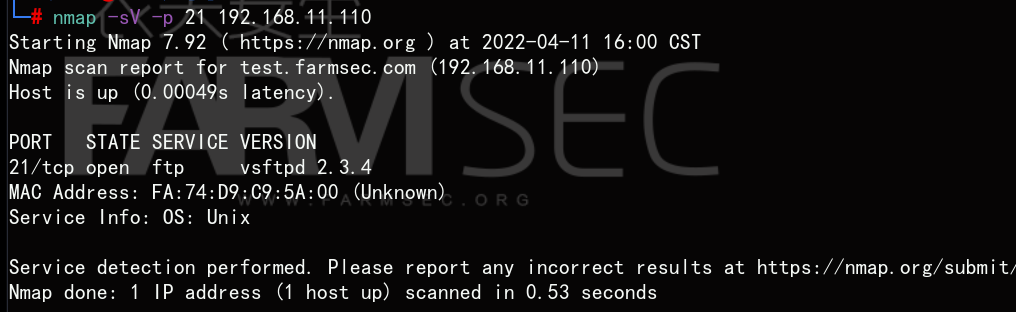 # nmap -sV -p 21 192.168.11.110
Starting Nmap 7.92 ( https://nmap.org ) at 2022-04-11 16:00 CST
Nmap scan report for test.farmsec.com (192.168.11.110)
Host is up (0.00049s latency).
PORT STATE SERVICE VERSION
21/tcp open ftp vsftpd 2.3.4
MAC Address: FA:74:D9:C9:5A:00 (Unknown)
Service Info: OS: Unix
Service detection performed. Please report any incorrect results at https://nmap.org/submit/
Nmap done: 1 IP address (1 host up) scanned in 0.53 seconds
FARMSEC
WWW.FARMSEC.ORG